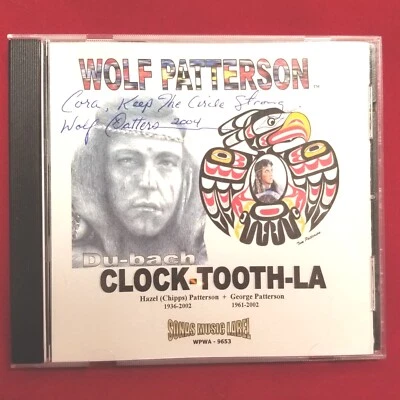 WOLF PATTERSON
Cora, Keep The Circle Strong.
Wolf Patters 2004
Du-bach
CLOCK-TOOTH-LA
Hazel (Chipps) Patterson + George Patterson
1936-2002 1961-2002
SONGS MUSIC LABEL
WPWA - 9653